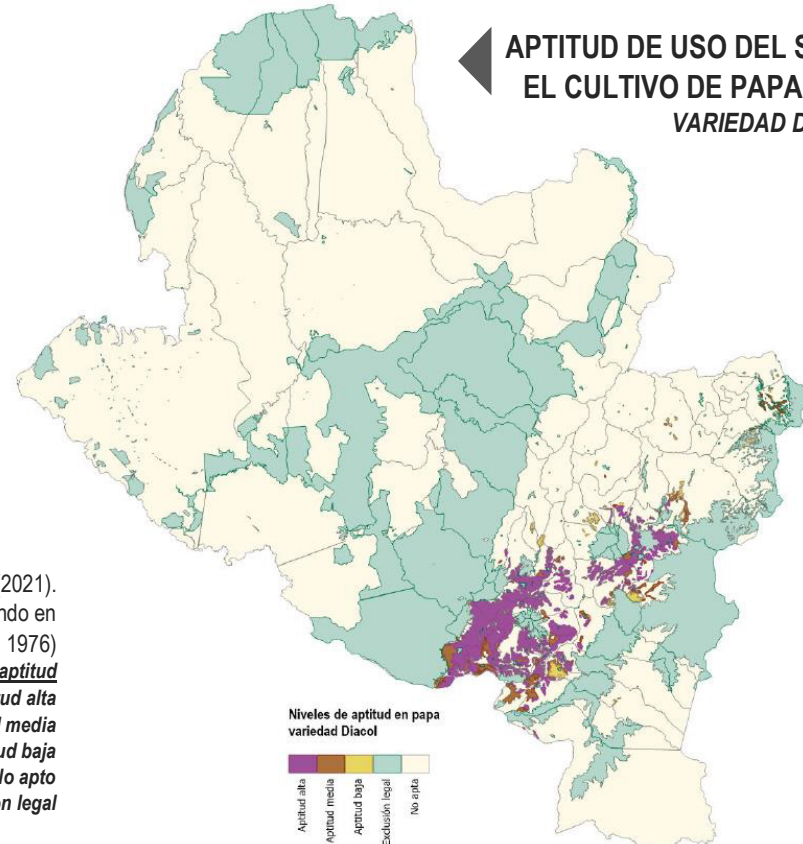 APTITUD DE USO DEL S
EL CULTIVO DE PAPA
VARIEDAD D
2021).
ndo en
1976)
aptitud
ud alta
l media
ud baja
lo apto
ón legal
Niveles de aptitud en papa
variedad Diacol
Aptitud alta
Aptitud media
Aptitud baja
Exclusión legal
No apta